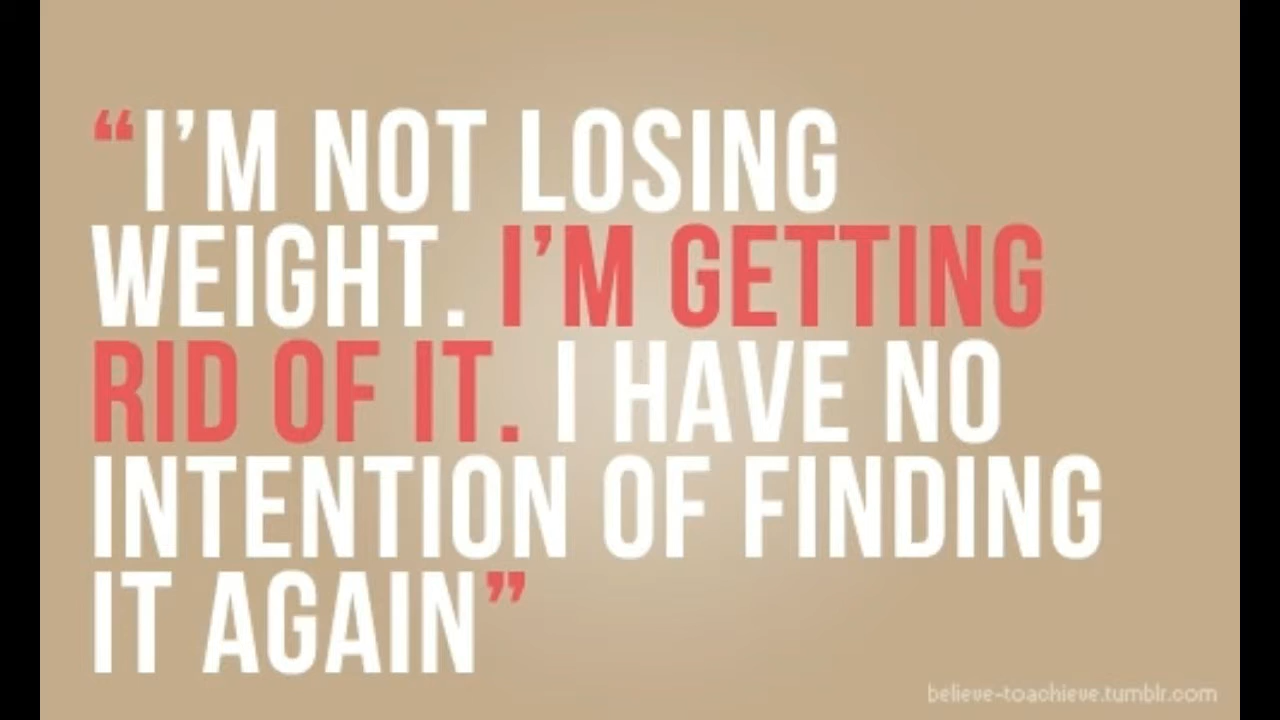 “I’M NOT LOSING
WEIGHT. I’M GETTING
RID OF IT. I HAVE NO
INTENTION OF FINDING
IT AGAIN”
believe-toachieve.tumblr.com